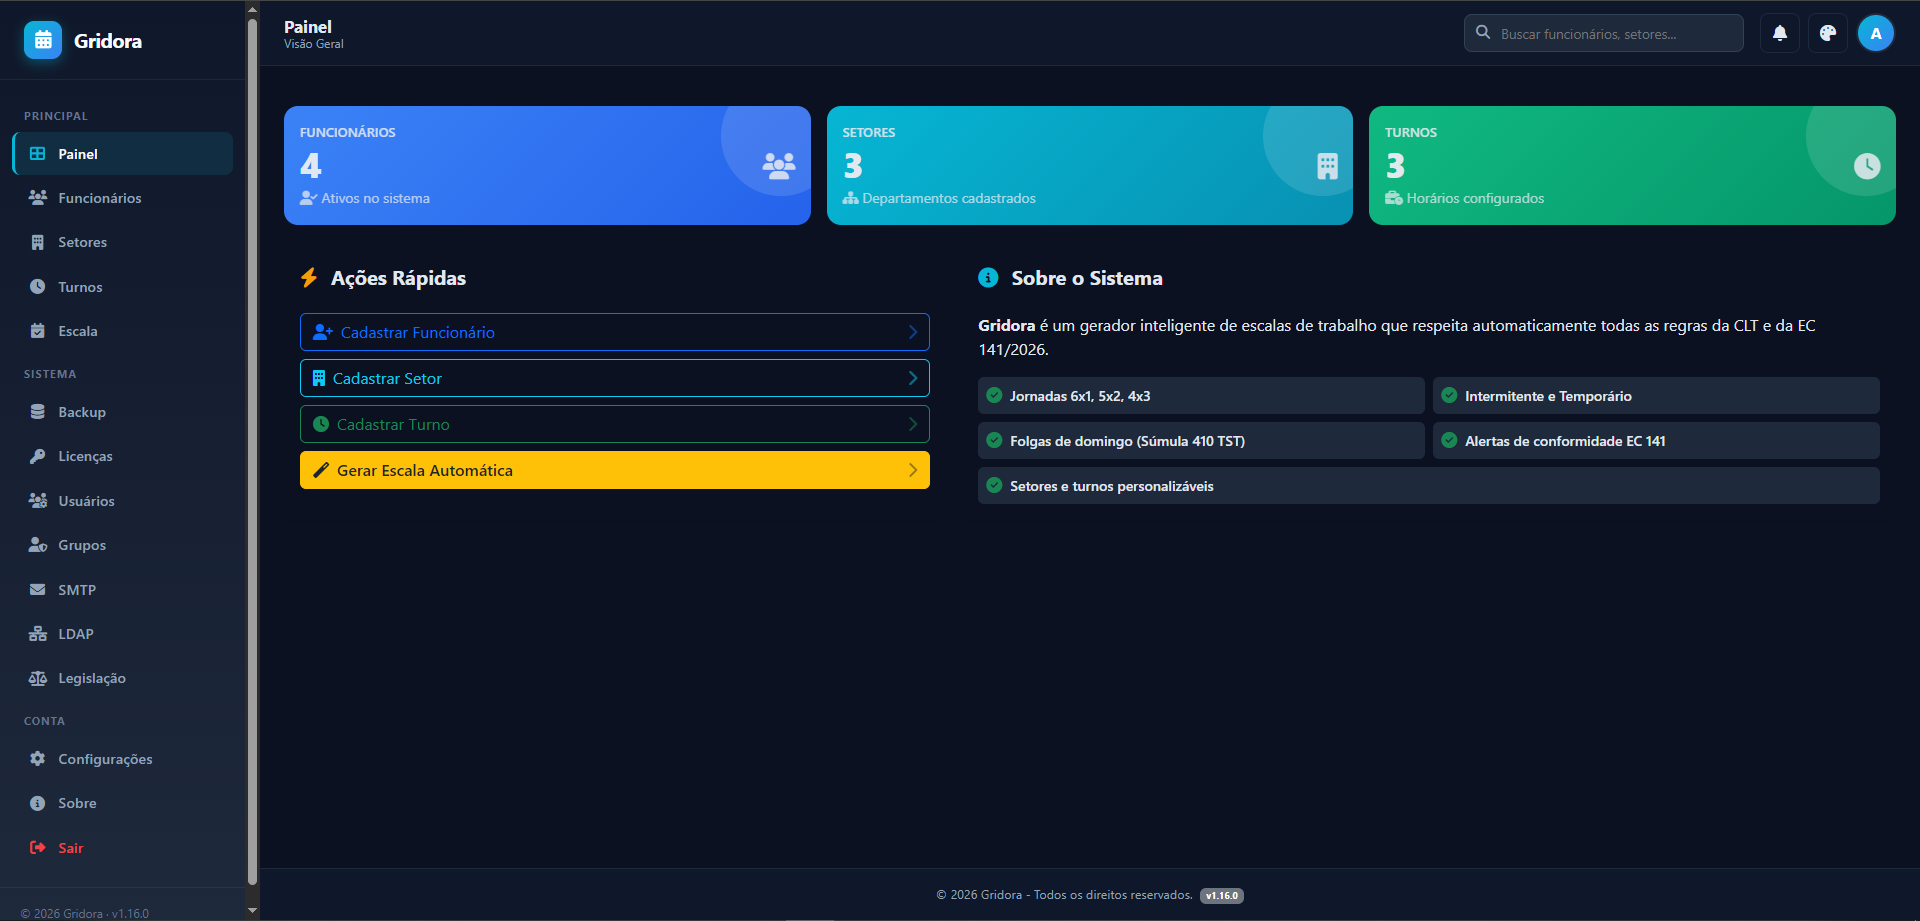 Gridora
PRINCIPAL
Painel
Funcionários
Setores
Turnos
Escala
SISTEMA
Backup
Licenças
Usuários
Grupos
SMTP
LDAP
Legislação
CONTA
Configurações
Sobre
Sair
© 2026 Gridora · v1.16.0
Painel
Visão Geral
Buscar funcionários, setores...
A
FUNCIONÁRIOS
4
Ativos no sistema
SETORES
3
Departamentos cadastrados
TURNOS
3
Horários configurados
Ações Rápidas
Cadastrar Funcionário
Cadastrar Setor
Cadastrar Turno
Gerar Escala Automática
Sobre o Sistema
Gridora é um gerador inteligente de escalas de trabalho que respeita automaticamente todas as regras da CLT e da EC
141/2026.
Jornadas 6x1, 5x2, 4x3
Intermitente e Temporário
Folgas de domingo (Súmula 410 TST)
Alertas de conformidade EC 141
Setores e turnos personalizáveis
© 2026 Gridora - Todos os direitos reservados. v1.16.0